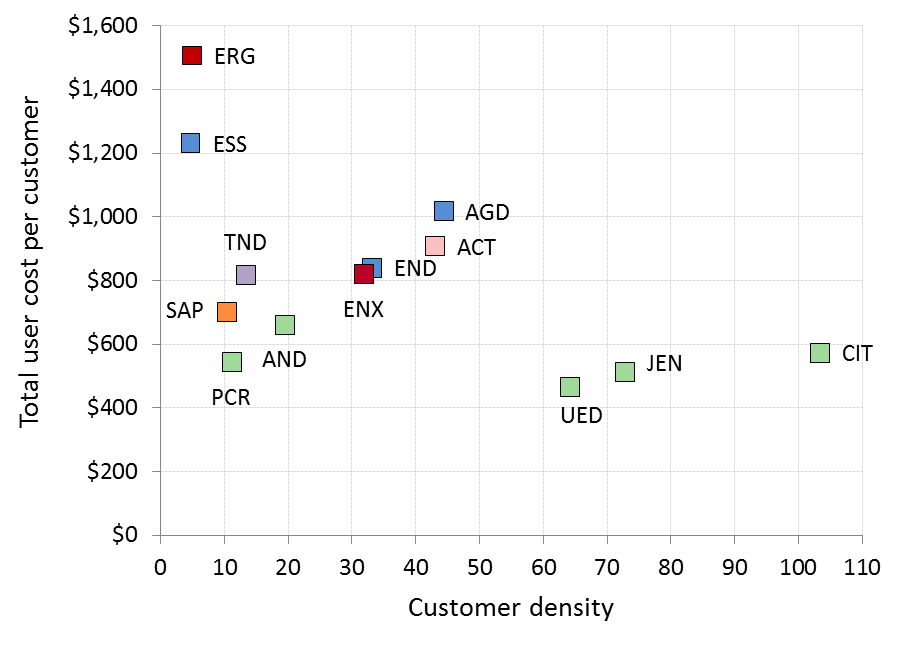 $1,600
ERG
$1,400
$1,200
ESS
$1,000
AGD
TND
ACT
$800
END
SAP
ENX
$600
AND
JEN
CIT
PCR
$400
UED
$200
$0
0 10 20 30 40 50 60 70 80 90 100 110
Customer density
Total user cost per customer